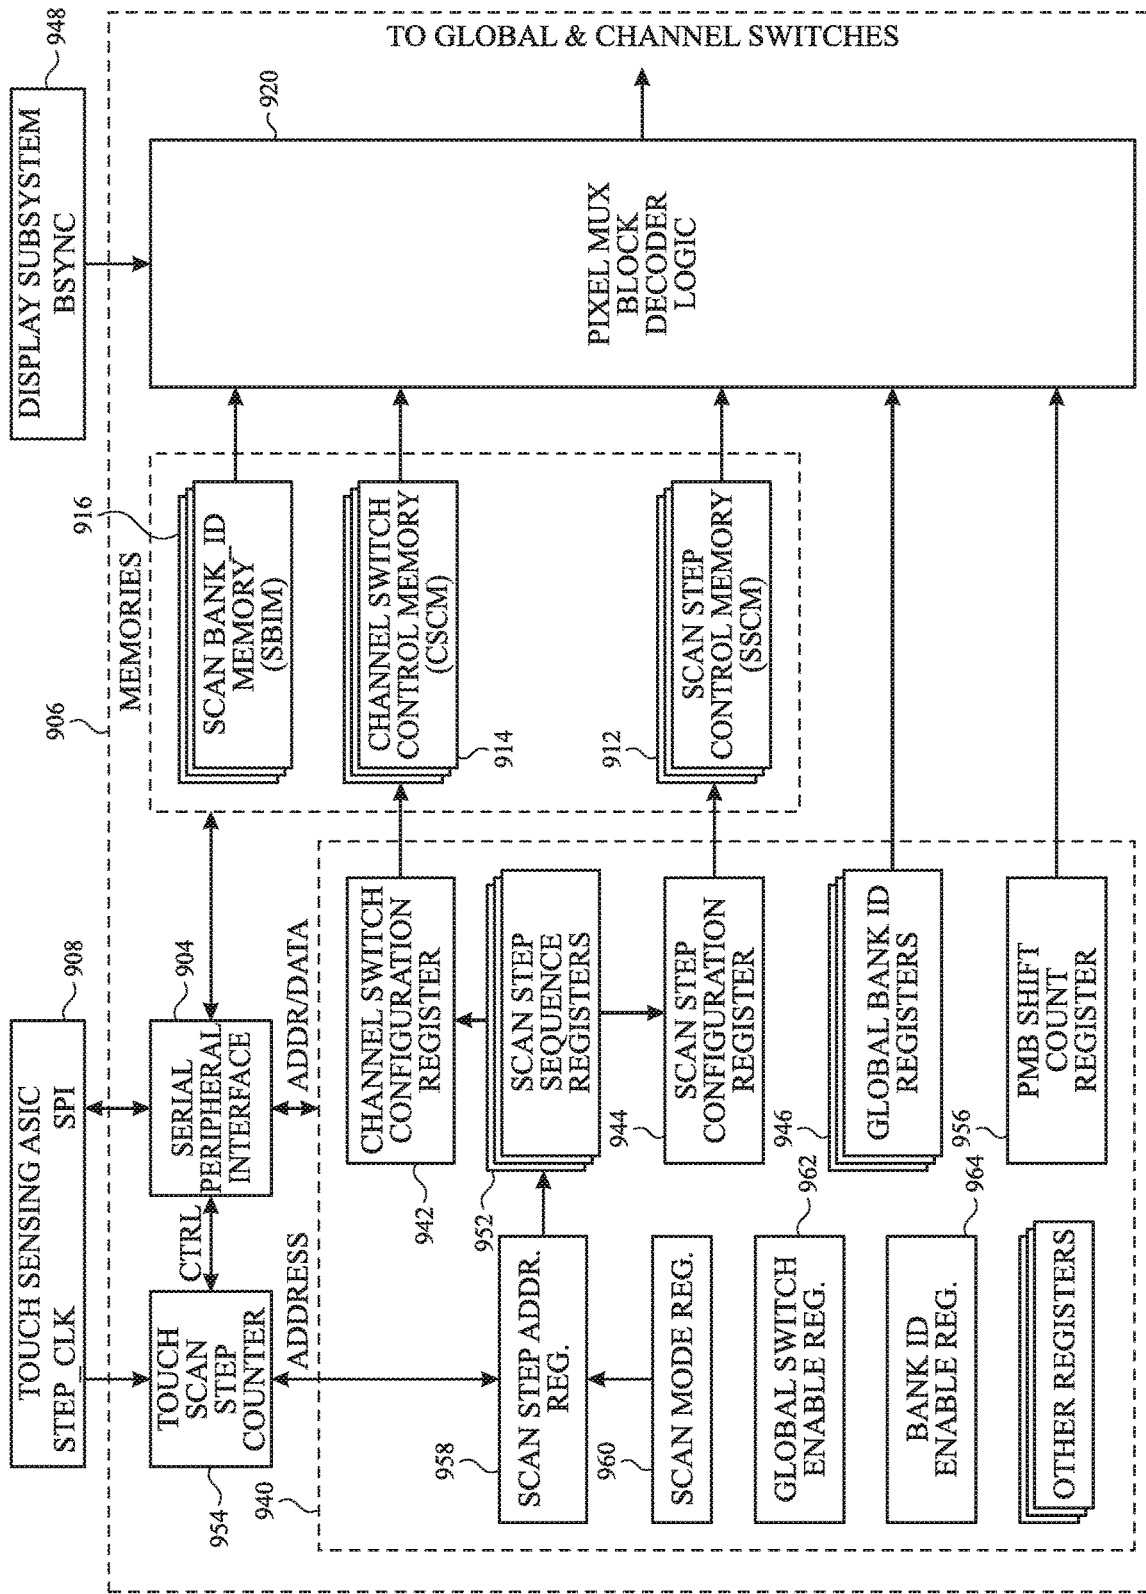 TOUCH SENSING ASIC
STEP_CLK
SPI
908
DISPLAY SUBSYSTEM
BSYNC
948
906
TOUCH
SCAN
STEP
COUNTER
954
CTRL
SERIAL
PERIPHERAL
INTERFACE
904
ADDRESS
ADDR/DATA
MEMORIES
SCAN BANK_ID
MEMORY
(SBIM)
916
CHANNEL SWITCH
CONTROL MEMORY
(CSCM)
914
SCAN STEP
CONTROL MEMORY
(SSCM)
912
PIXEL MUX
BLOCK
DECODER
LOGIC
920
TO GLOBAL & CHANNEL SWITCHES
940
CHANNEL SWITCH
CONFIGURATION
REGISTER
942
SCAN STEP ADDR.
REG.
958
SCAN STEP
SEQUENCE
REGISTERS
952
SCAN MODE REG.
960
SCAN STEP
CONFIGURATION
REGISTER
944
GLOBAL SWITCH
ENABLE REG.
962
GLOBAL BANK ID
REGISTERS
946
BANK ID
ENABLE REG.
964
PMB SHIFT
COUNT
REGISTER
956
OTHER REGISTERS